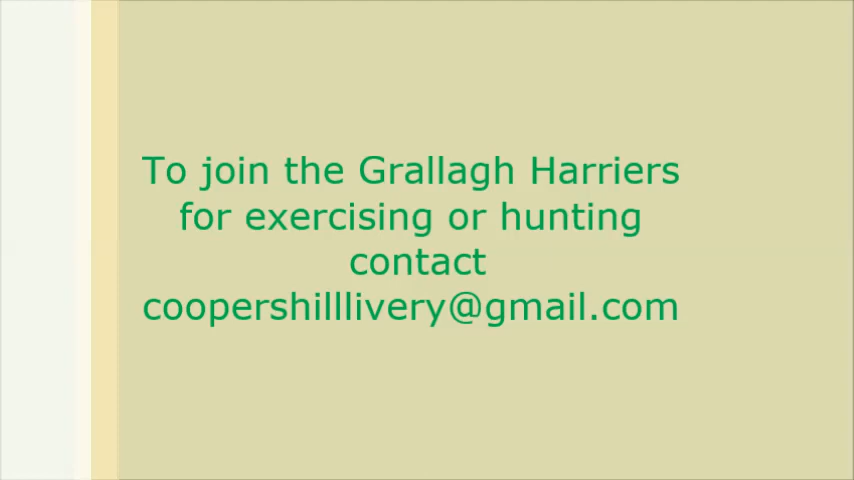 To join the Grallagh Harriers
for exercising or hunting
contact
coopershilllivery@gmail.com